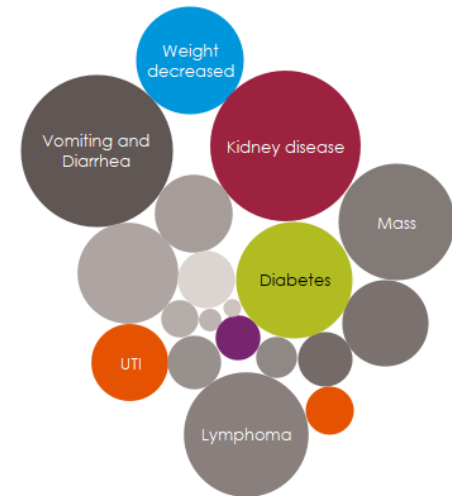 Weight
decreased
Vomiting and
Diarrhea
Kidney disease
Mass
Diabetes
UTI
Lymphoma